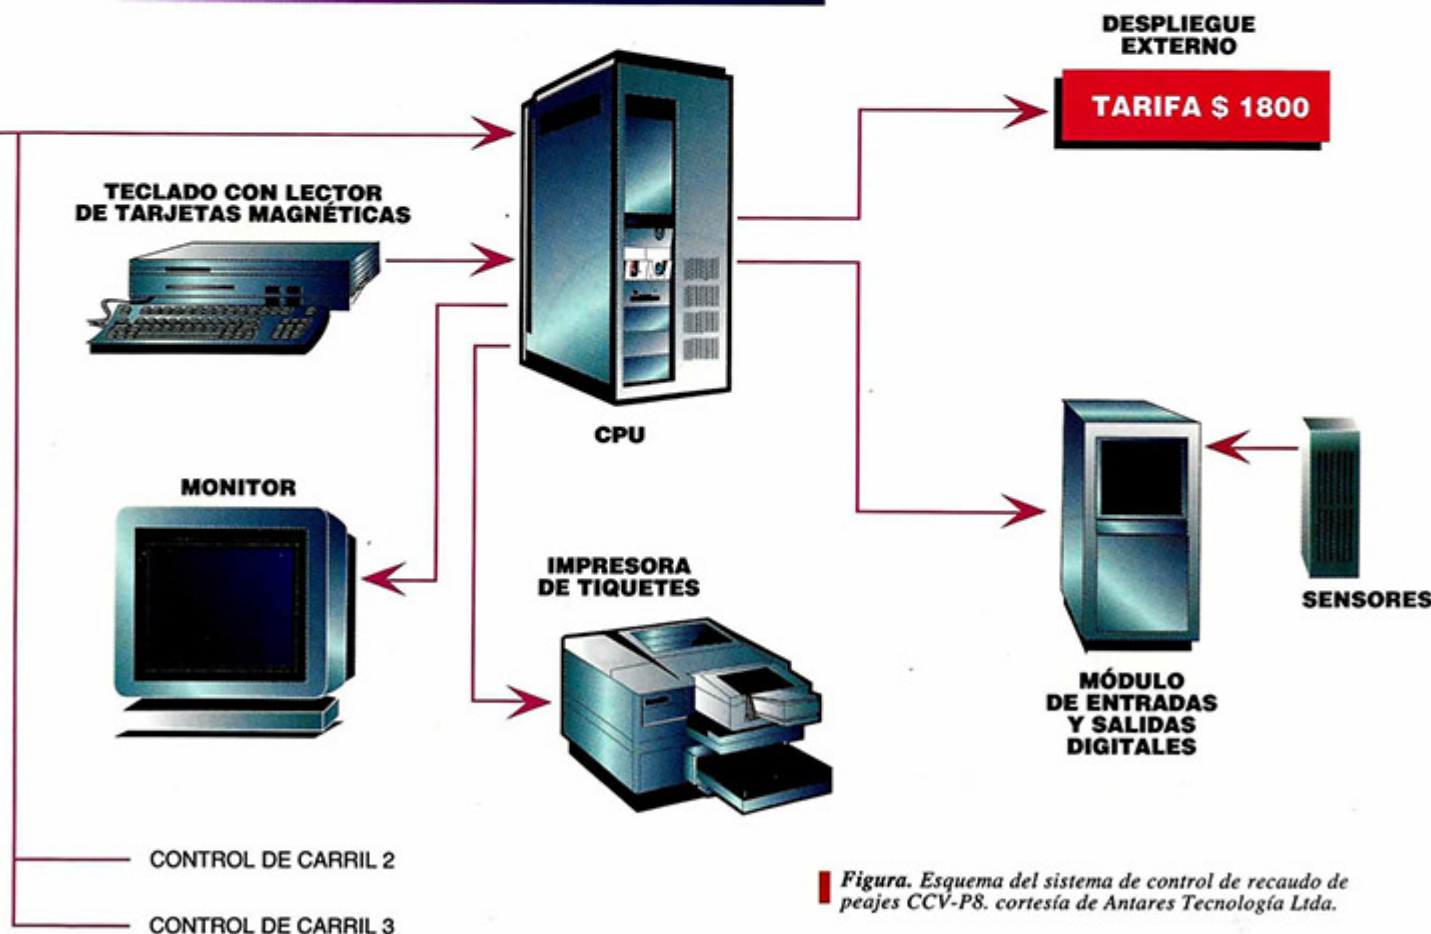 DESPLIEGUE
EXTERNO
TARIFA $ 1800
TECLADO CON LECTOR
DE TARJETAS MAGNÉTICAS
CPU
MONITOR
IMPRESORA
DE TIQUETES
SENSORES
MÓDULO
DE ENTRADAS
Y SALIDAS
DIGITALES
CONTROL DE CARRIL 2
CONTROL DE CARRIL 3
Figura. Esquema del sistema de control de recaudo de
peajes CCV-P8. cortesía de Antares Tecnología Ltda.